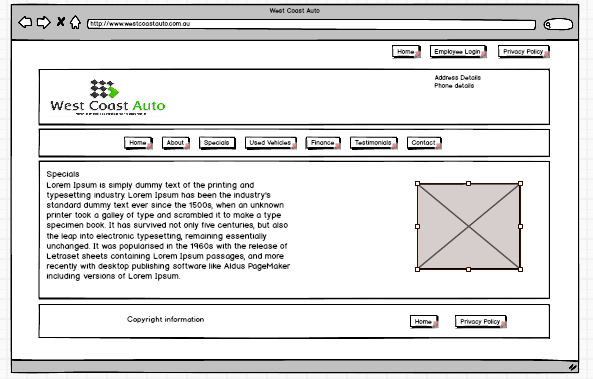 West Coast Auto
http://www.westcoastauto.com.au
Home Employee Login Privacy Policy
Address Details
Phone details
West Coast Auto
Home About Specials Used Vehicles Finance Testimonials Contact
Specials
Lorem Ipsum is simply dummy text of the printing and
typesetting industry. Lorem Ipsum has been the industry's
standard dummy text ever since the 1500s, when an unknown
printer took a galley of type and scrambled it to make a type
specimen book. It has survived not only five centuries, but also
the leap into electronic typesetting, remaining essentially
unchanged. It was popularised in the 1960s with the release of
Letraset sheets containing Lorem Ipsum passages, and more
recently with desktop publishing software like Aldus PageMaker
including versions of Lorem Ipsum.
Copyright information
Home Privacy Policy